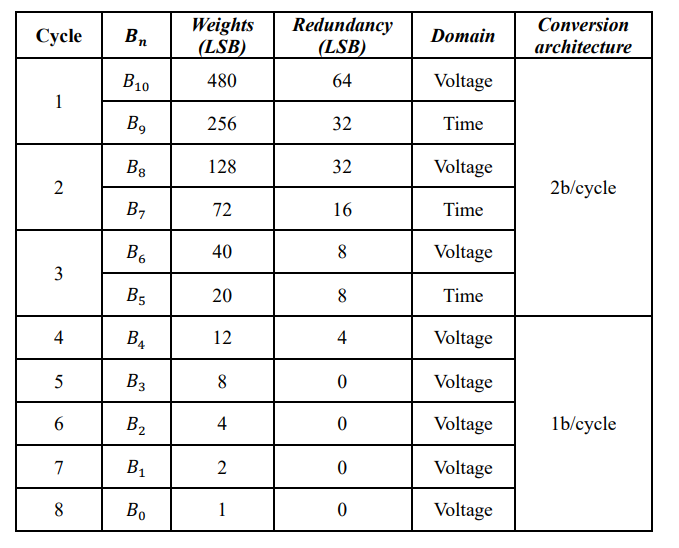 Cycle B_n Weights (LSB) Redundancy (LSB) Domain Conversion architecture
1 B_10 480 64 Voltage 2b/cycle
B_9 256 32 Time
2 B_8 128 32 Voltage
B_7 72 16 Time
3 B_6 40 8 Voltage
B_5 20 8 Time
4 B_4 12 4 Voltage 1b/cycle
5 B_3 8 0 Voltage
6 B_2 4 0 Voltage
7 B_1 2 0 Voltage
8 B_0 1 0 Voltage